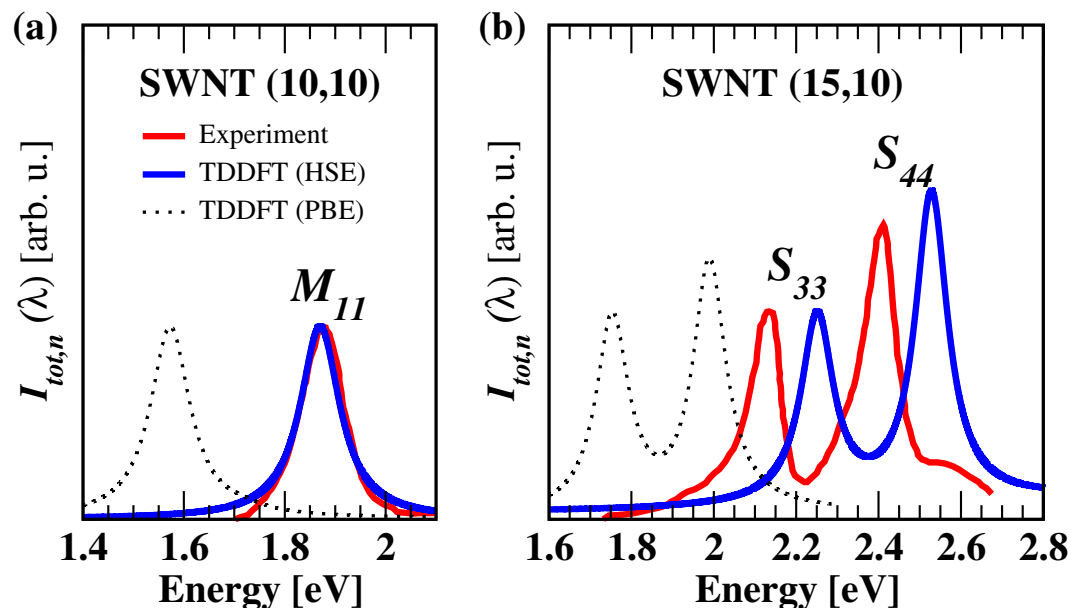 (a)
SWNT (10,10)
Experiment
TDDFT (HSE)
TDDFT (PBE)
M11
Itot,n (λ) [arb. u.]
1.4 1.6 1.8 2
Energy [eV]
(b)
SWNT (15,10)
S44
S33
Itot,n (λ) [arb. u.]
1.6 1.8 2 2.2 2.4 2.6 2.8
Energy [eV]